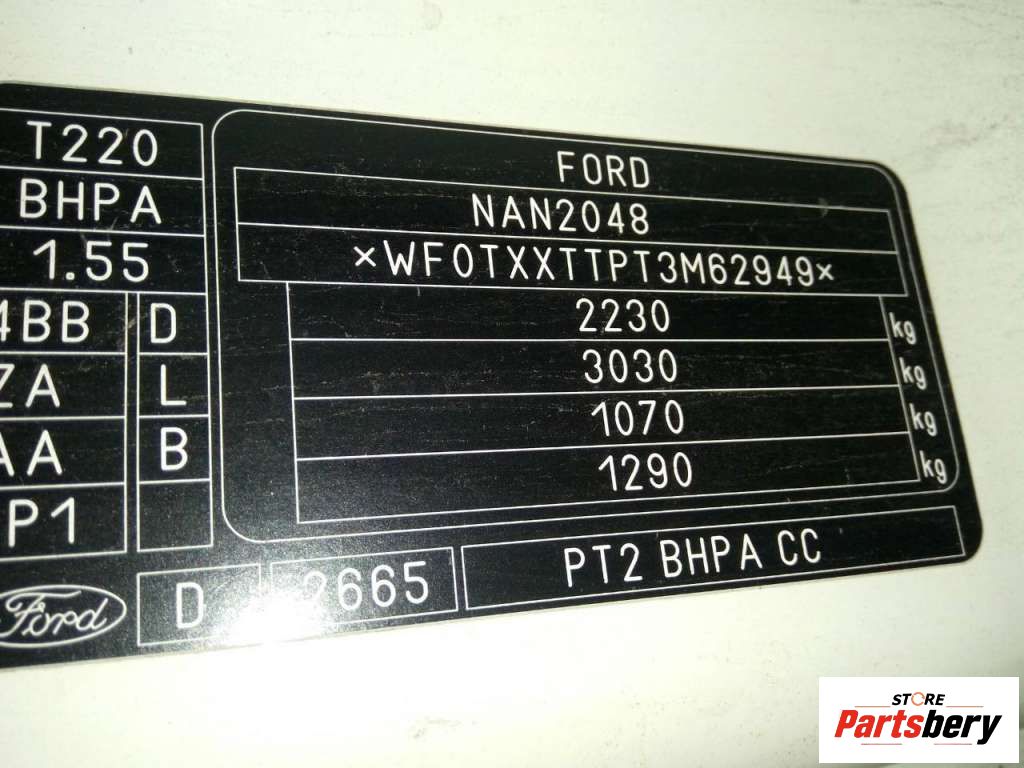 T220
BHPA
1.55
4BB D
ZA L
AA B
P1
FORD
NAN2048
*WF0TXXTTPT3M62949*
2230 kg
3030 kg
1070 kg
1290 kg
Ford
D
2665
PT2 BHPA CC
STORE
Partsbery